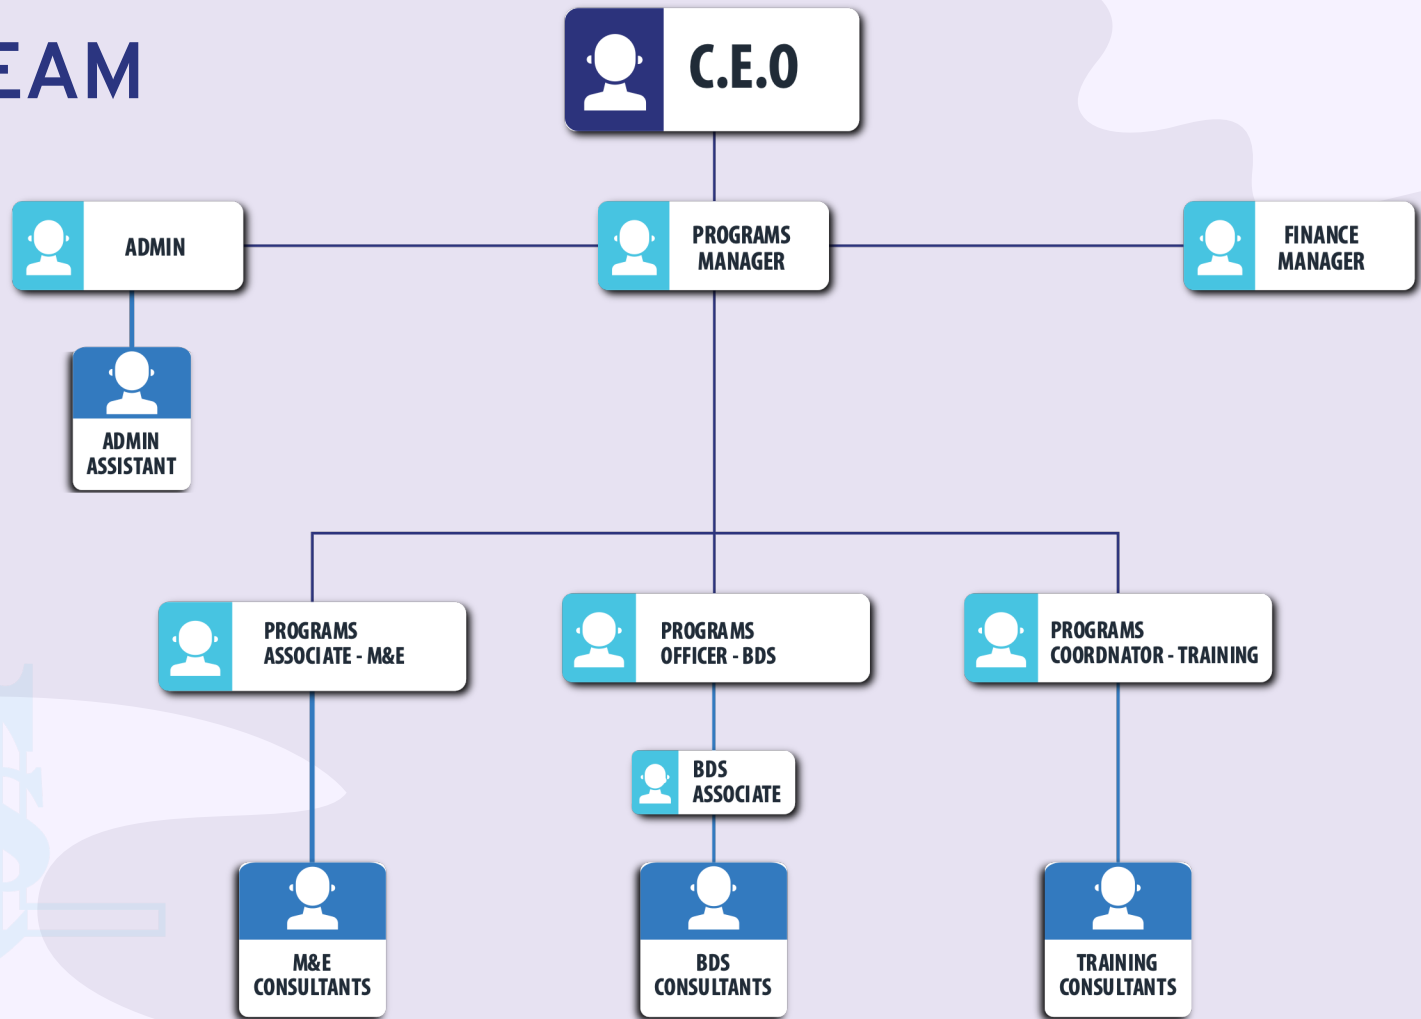 EAM
C.E.O
ADMIN
PROGRAMS
MANAGER
FINANCE
MANAGER
ADMIN
ASSISTANT
PROGRAMS
ASSOCIATE - M&E
PROGRAMS
OFFICER - BDS
PROGRAMS
COORDNATOR - TRAINING
BDS
ASSOCIATE
M&E
CONSULTANTS
BDS
CONSULTANTS
TRAINING
CONSULTANTS